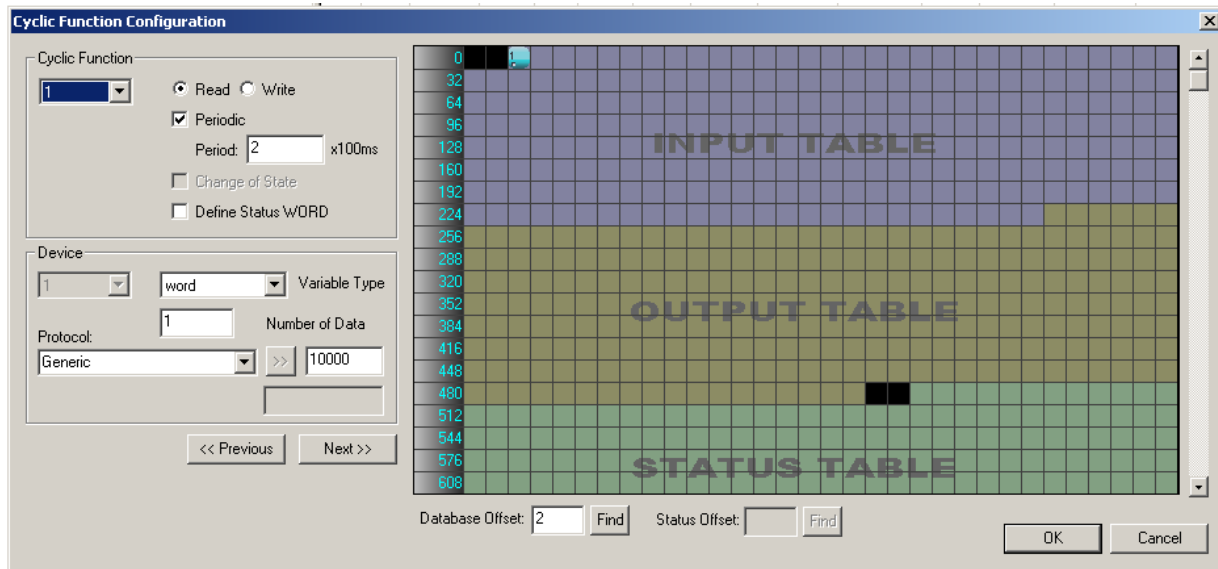 Cyclic Function Configuration
Cyclic Function
1
Read
Write
Periodic
Period: 2 x100ms
Change of State
Define Status WORD
Device
1
word
Variable Type
1
Number of Data
Protocol:
Generic
>>
10000
<< Previous
Next >>
0
1
32
64
96
128
160
192
224
256
288
320
352
384
416
448
480
512
544
576
608
INPUT TABLE
OUTPUT TABLE
STATUS TABLE
Database Offset: 2
Find
Status Offset:
Find
OK
Cancel